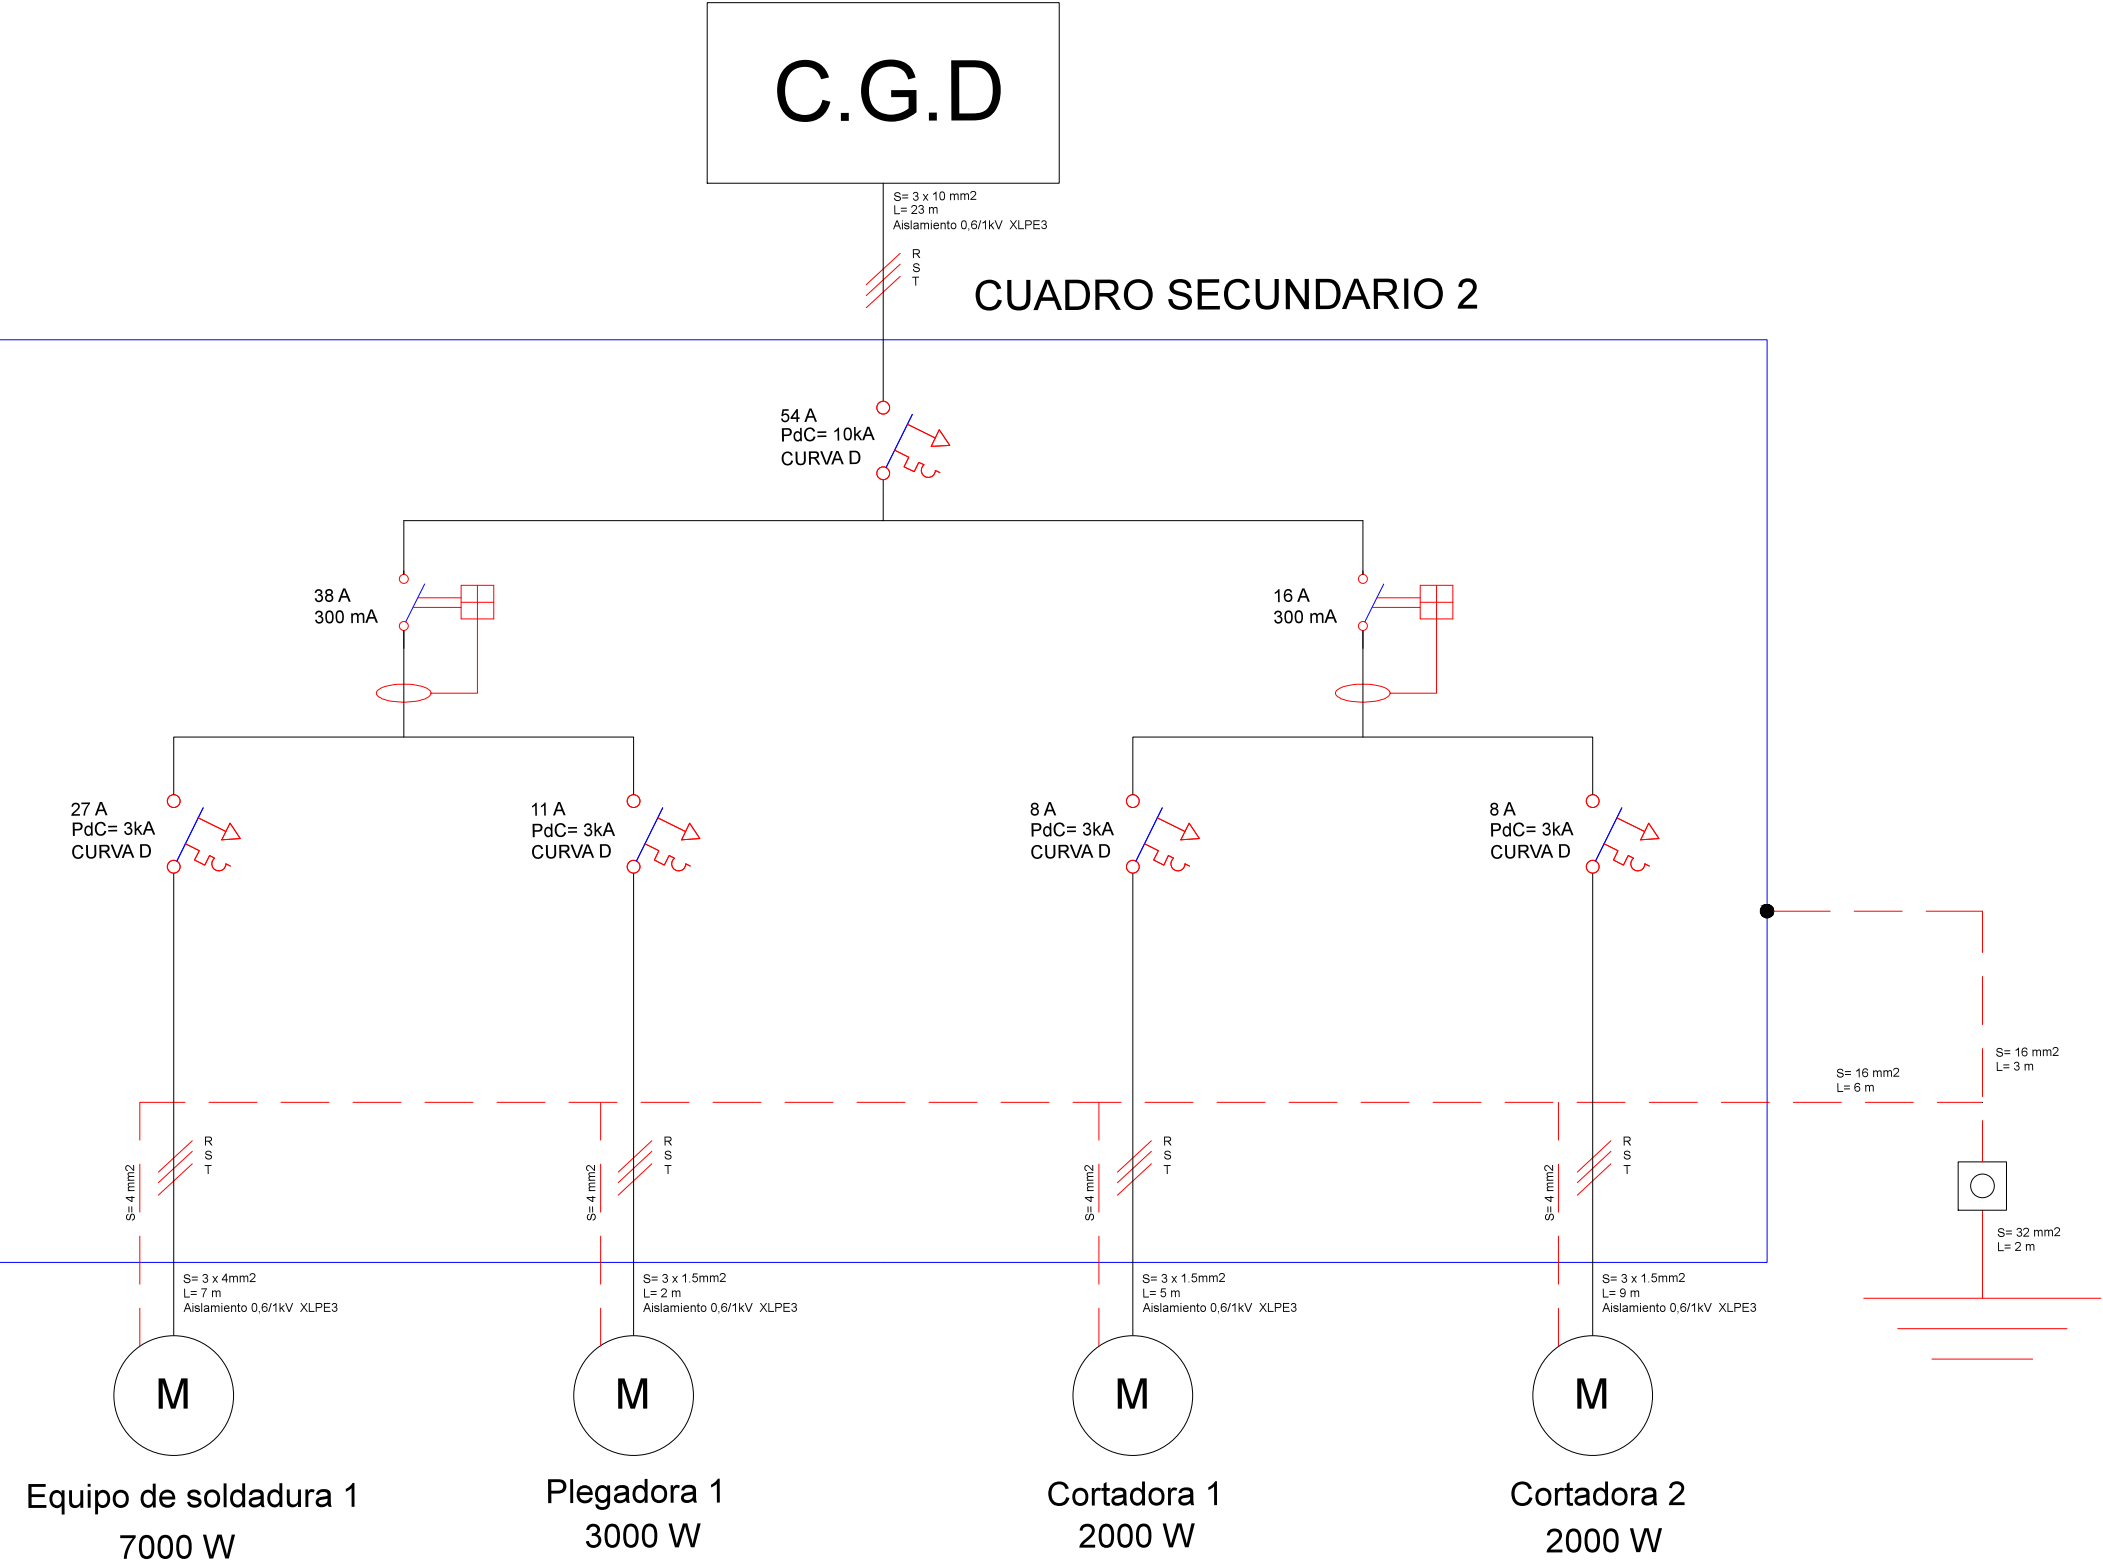 C.G.D
S= 3 x 10 mm2
L= 23 m
Aislamiento 0,6/1kV  XLPE3
R
S
T
CUADRO SECUNDARIO 2
54 A
PdC= 10kA
CURVA D
38 A
300 mA
16 A
300 mA
27 A
PdC= 3kA
CURVA D
11 A
PdC= 3kA
CURVA D
8 A
PdC= 3kA
CURVA D
8 A
PdC= 3kA
CURVA D
S= 16 mm2
L= 3 m
S= 16 mm2
L= 6 m
R
S
T
R
S
T
R
S
T
R
S
T
S= 4 mm2
S= 4 mm2
S= 4 mm2
S= 4 mm2
S= 32 mm2
L= 2 m
S= 3 x 4mm2
L= 7 m
Aislamiento 0,6/1kV  XLPE3
S= 3 x 1.5mm2
L= 2 m
Aislamiento 0,6/1kV  XLPE3
S= 3 x 1.5mm2
L= 5 m
Aislamiento 0,6/1kV  XLPE3
S= 3 x 1.5mm2
L= 9 m
Aislamiento 0,6/1kV  XLPE3
M
M
M
M
Equipo de soldadura 1
7000 W
Plegadora 1
3000 W
Cortadora 1
2000 W
Cortadora 2
2000 W